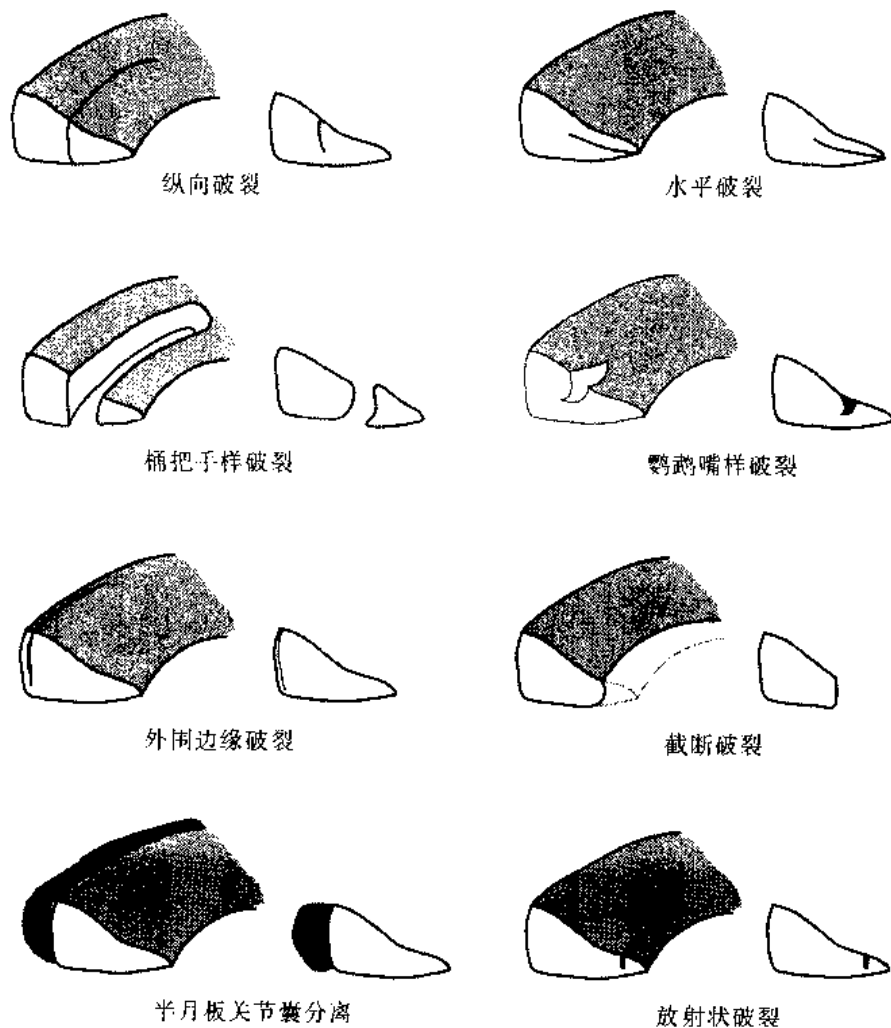 纵向破裂
水平破裂
桶把手样破裂
鹦鹉嘴样破裂
外围边缘破裂
截断破裂
半月板关节囊分离
放射状破裂